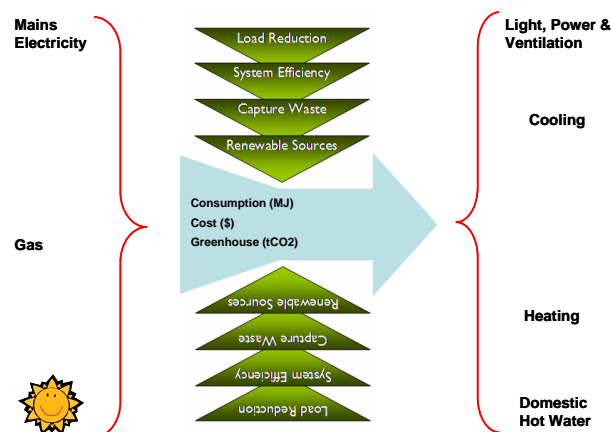 Mains
Electricity
Gas
Load Reduction
System Efficiency
Capture Waste
Renewable Sources
Consumption (MJ)
Cost ($)
Greenhouse (tCO2)
Renewable Sources
Capture Waste
System Efficiency
Load Reduction
Light, Power &
Ventilation
Cooling
Heating
Domestic
Hot Water